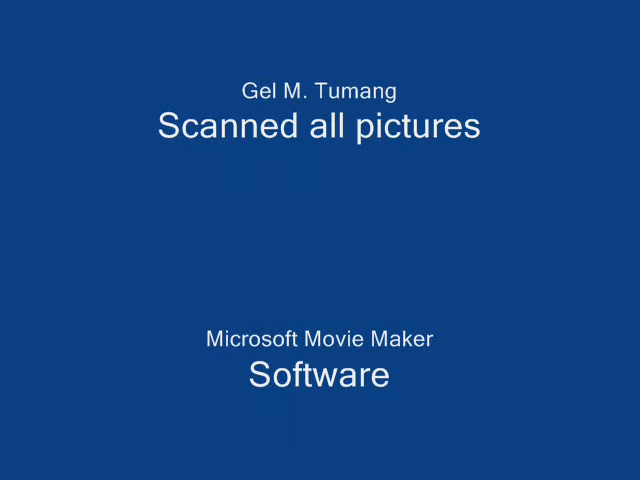 Gel M. Tumang
Scanned all pictures
Microsoft Movie Maker
Software